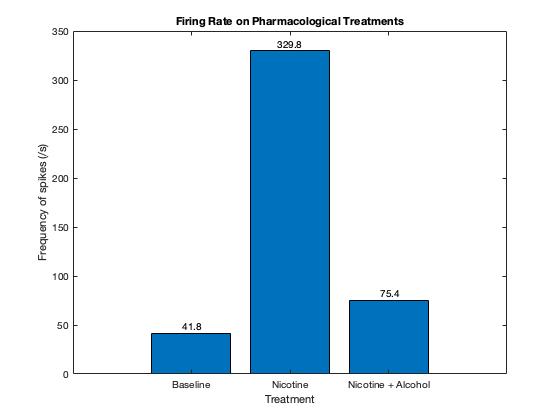 Firing Rate on Pharmacological Treatments
350
300
250
200
150
100
50
0
Frequency of spikes (/s)
41.8
329.8
75.4
Baseline
Nicotine
Nicotine + Alcohol
Treatment